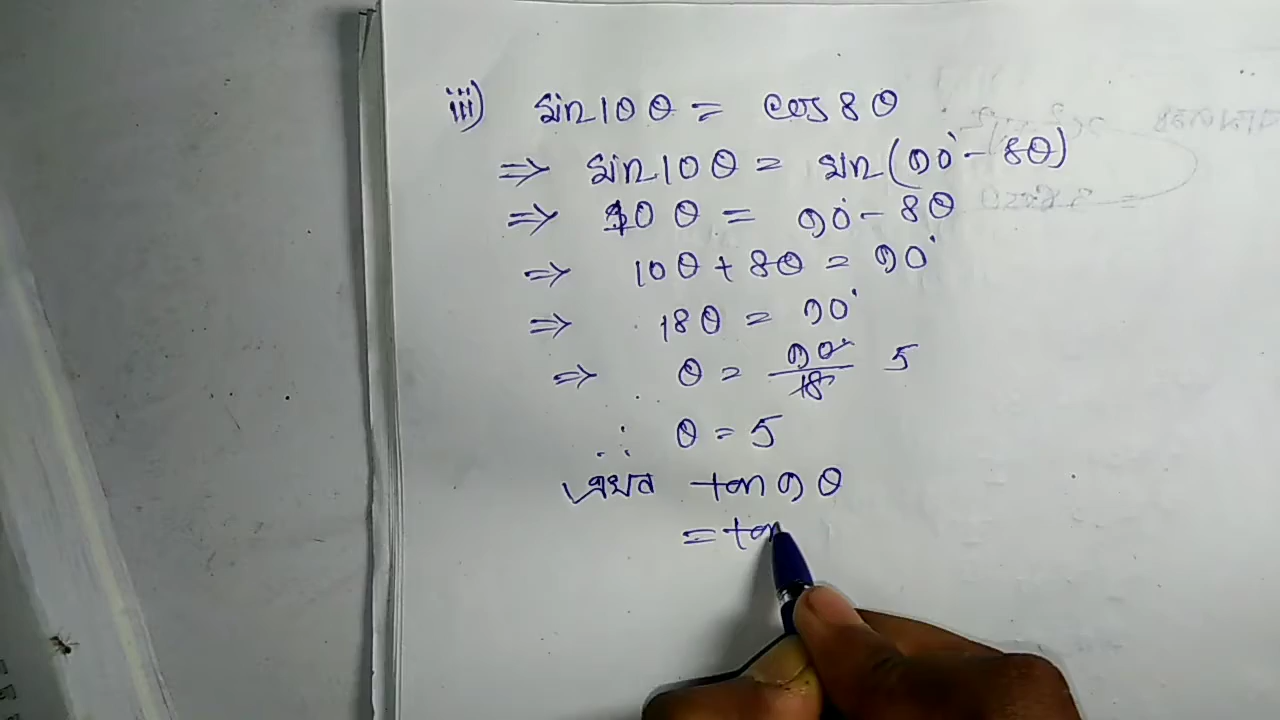 iii) sin10θ = cos8θ
⇒ sin10θ = sin(90° - 8θ)
⇒ 10θ = 90° - 8θ
⇒ 10θ + 8θ = 90°
⇒ 18θ = 90°
⇒ θ = 90°/18 5
∴ θ = 5
এখন tan9θ
= tan